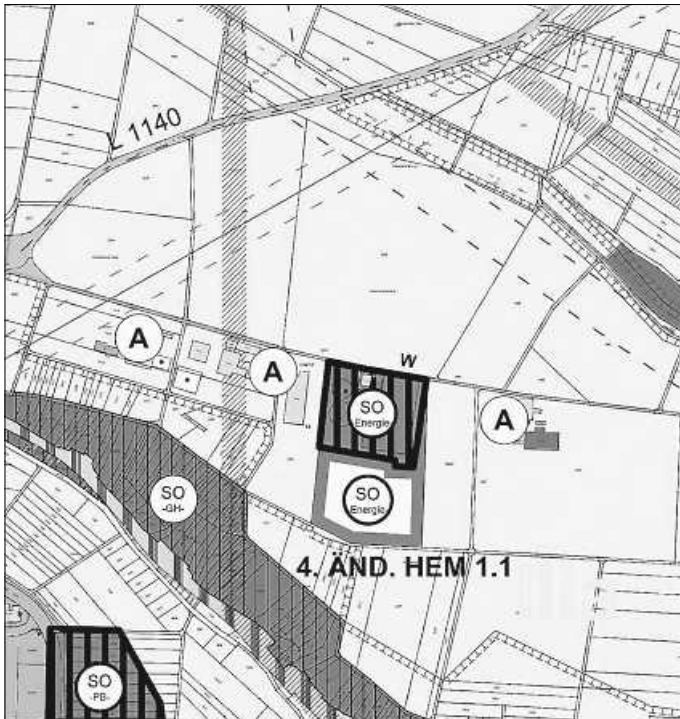 L 1140
A
A
W
SO
Energie
A
SO
-GH-
SO
Energie
4. ÄND. HEM 1.1
SO
-PB-